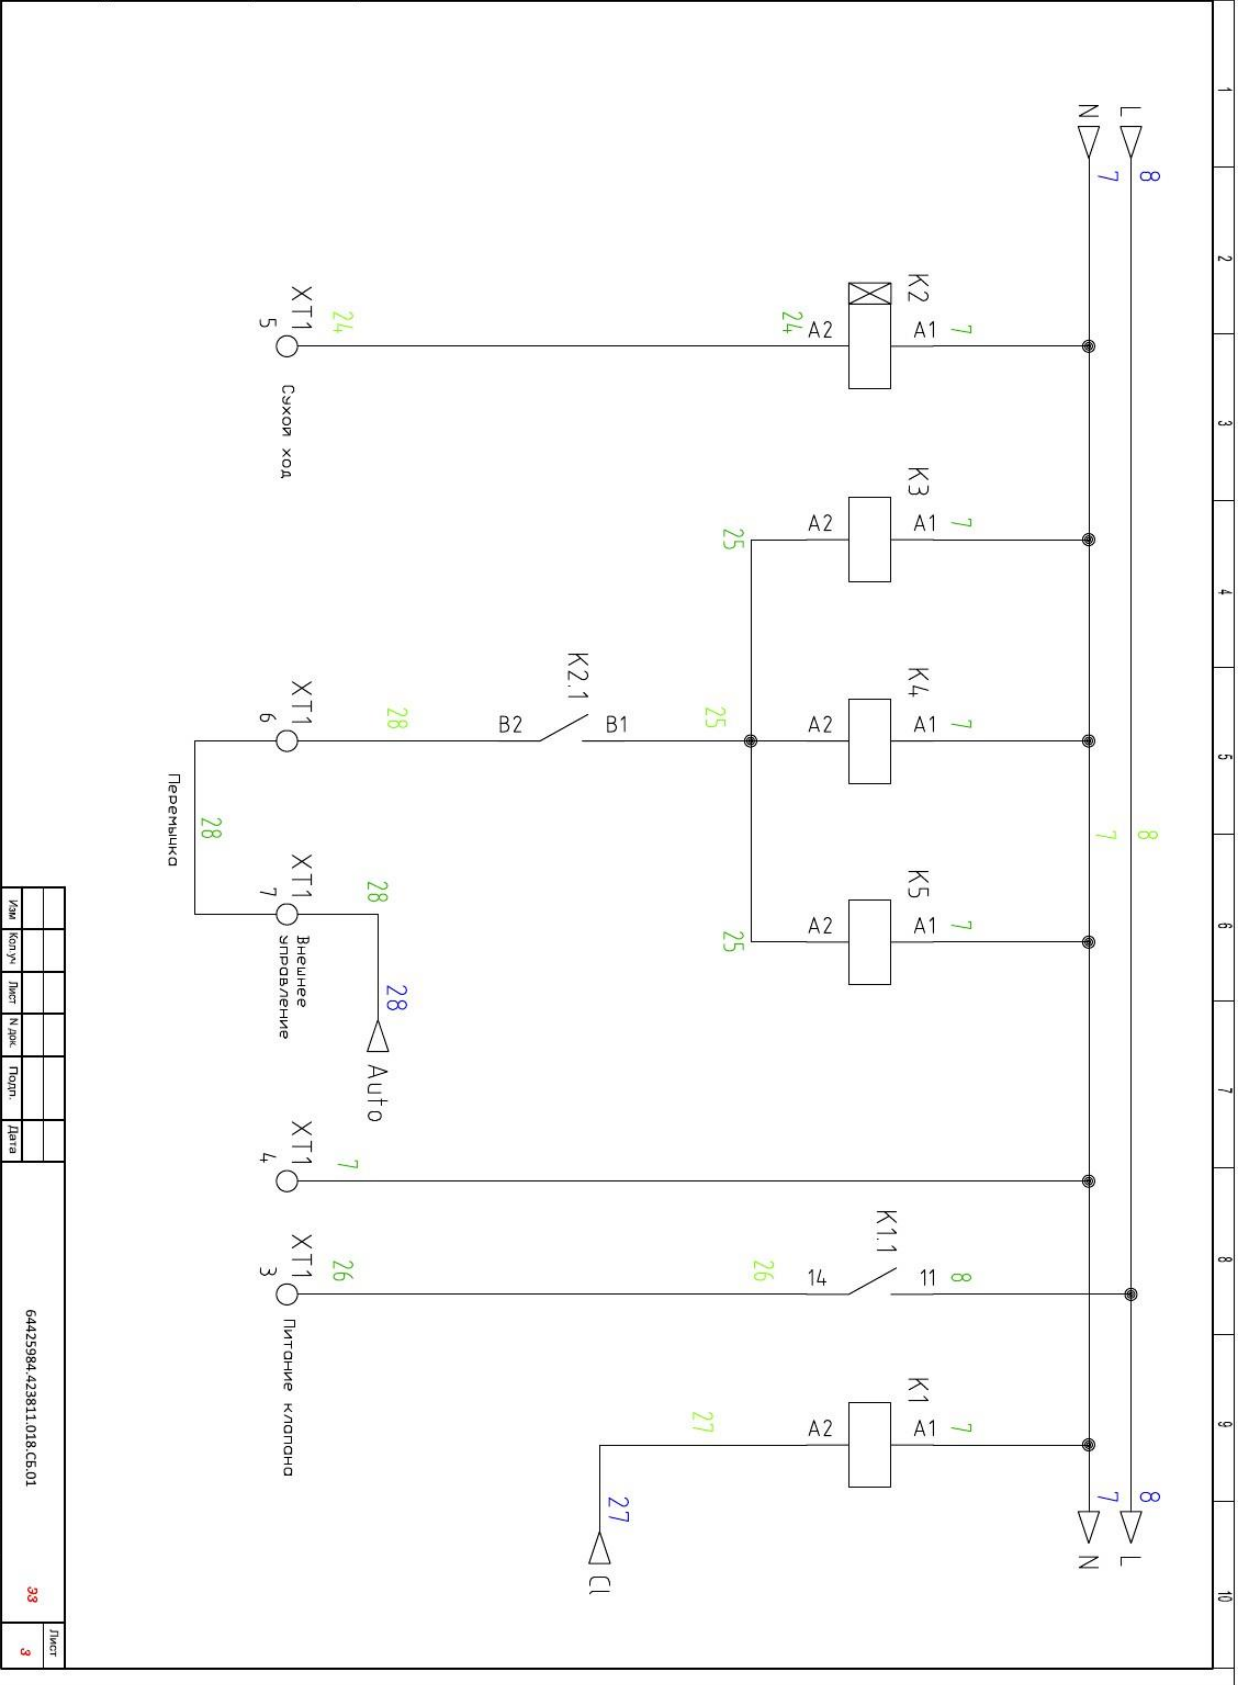 1
2
3
4
5
6
7
8
9
10
L
8
8
8
L
N
7
7
7
N
K2
A1
7
A2
24
24
XT1
5
Сухой ход
K3
A1
7
A2
25
K4
A1
7
A2
25
K5
A1
7
A2
25
K2.1
B1
B2
28
XT1
6
28
Перемычка
XT1
7
Внешнее
управление
28
28
Auto
XT1
4
7
K1.1
11
8
14
26
26
XT1
3
Питание клапана
K1
A1
7
A2
27
27
Cl
Изм
Кол.уч
Лист
N док.
Подп.
Дата
64425984.423811.018.СБ.01
ЭЗ
Лист
3